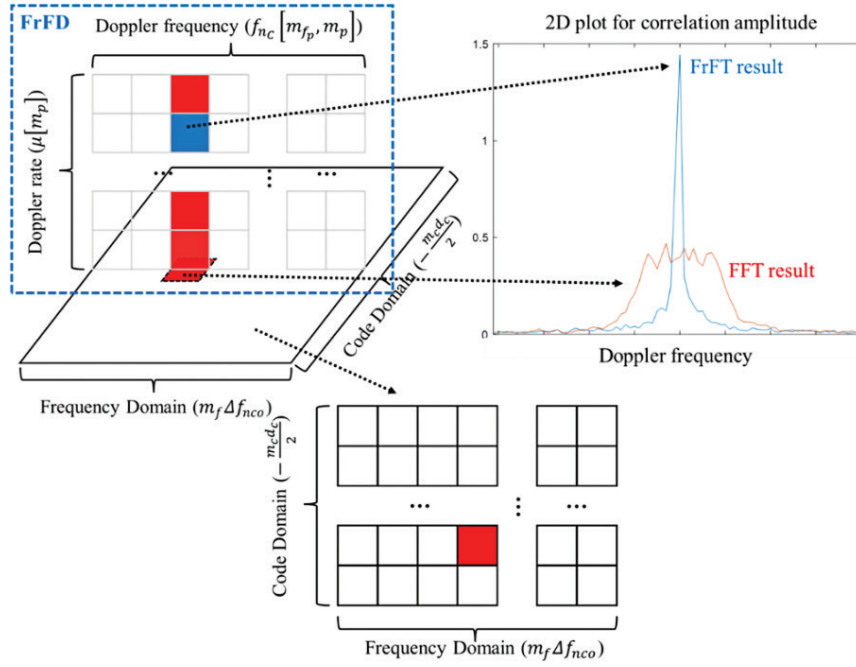 FrFD
Doppler frequency (f_{n_C}[m_{f_p}, m_p])
Doppler rate (μ[m_p])
...
⋮
...
Code Domain (−\frac{m_c d_c}{2})
Frequency Domain (m_f Δf_{nco})
2D plot for correlation amplitude
1.5
FrFT result
1
0.5
FFT result
0
Doppler frequency
Code Domain (−\frac{m_c d_c}{2})
...
⋮
...
Frequency Domain (m_f Δf_{nco})